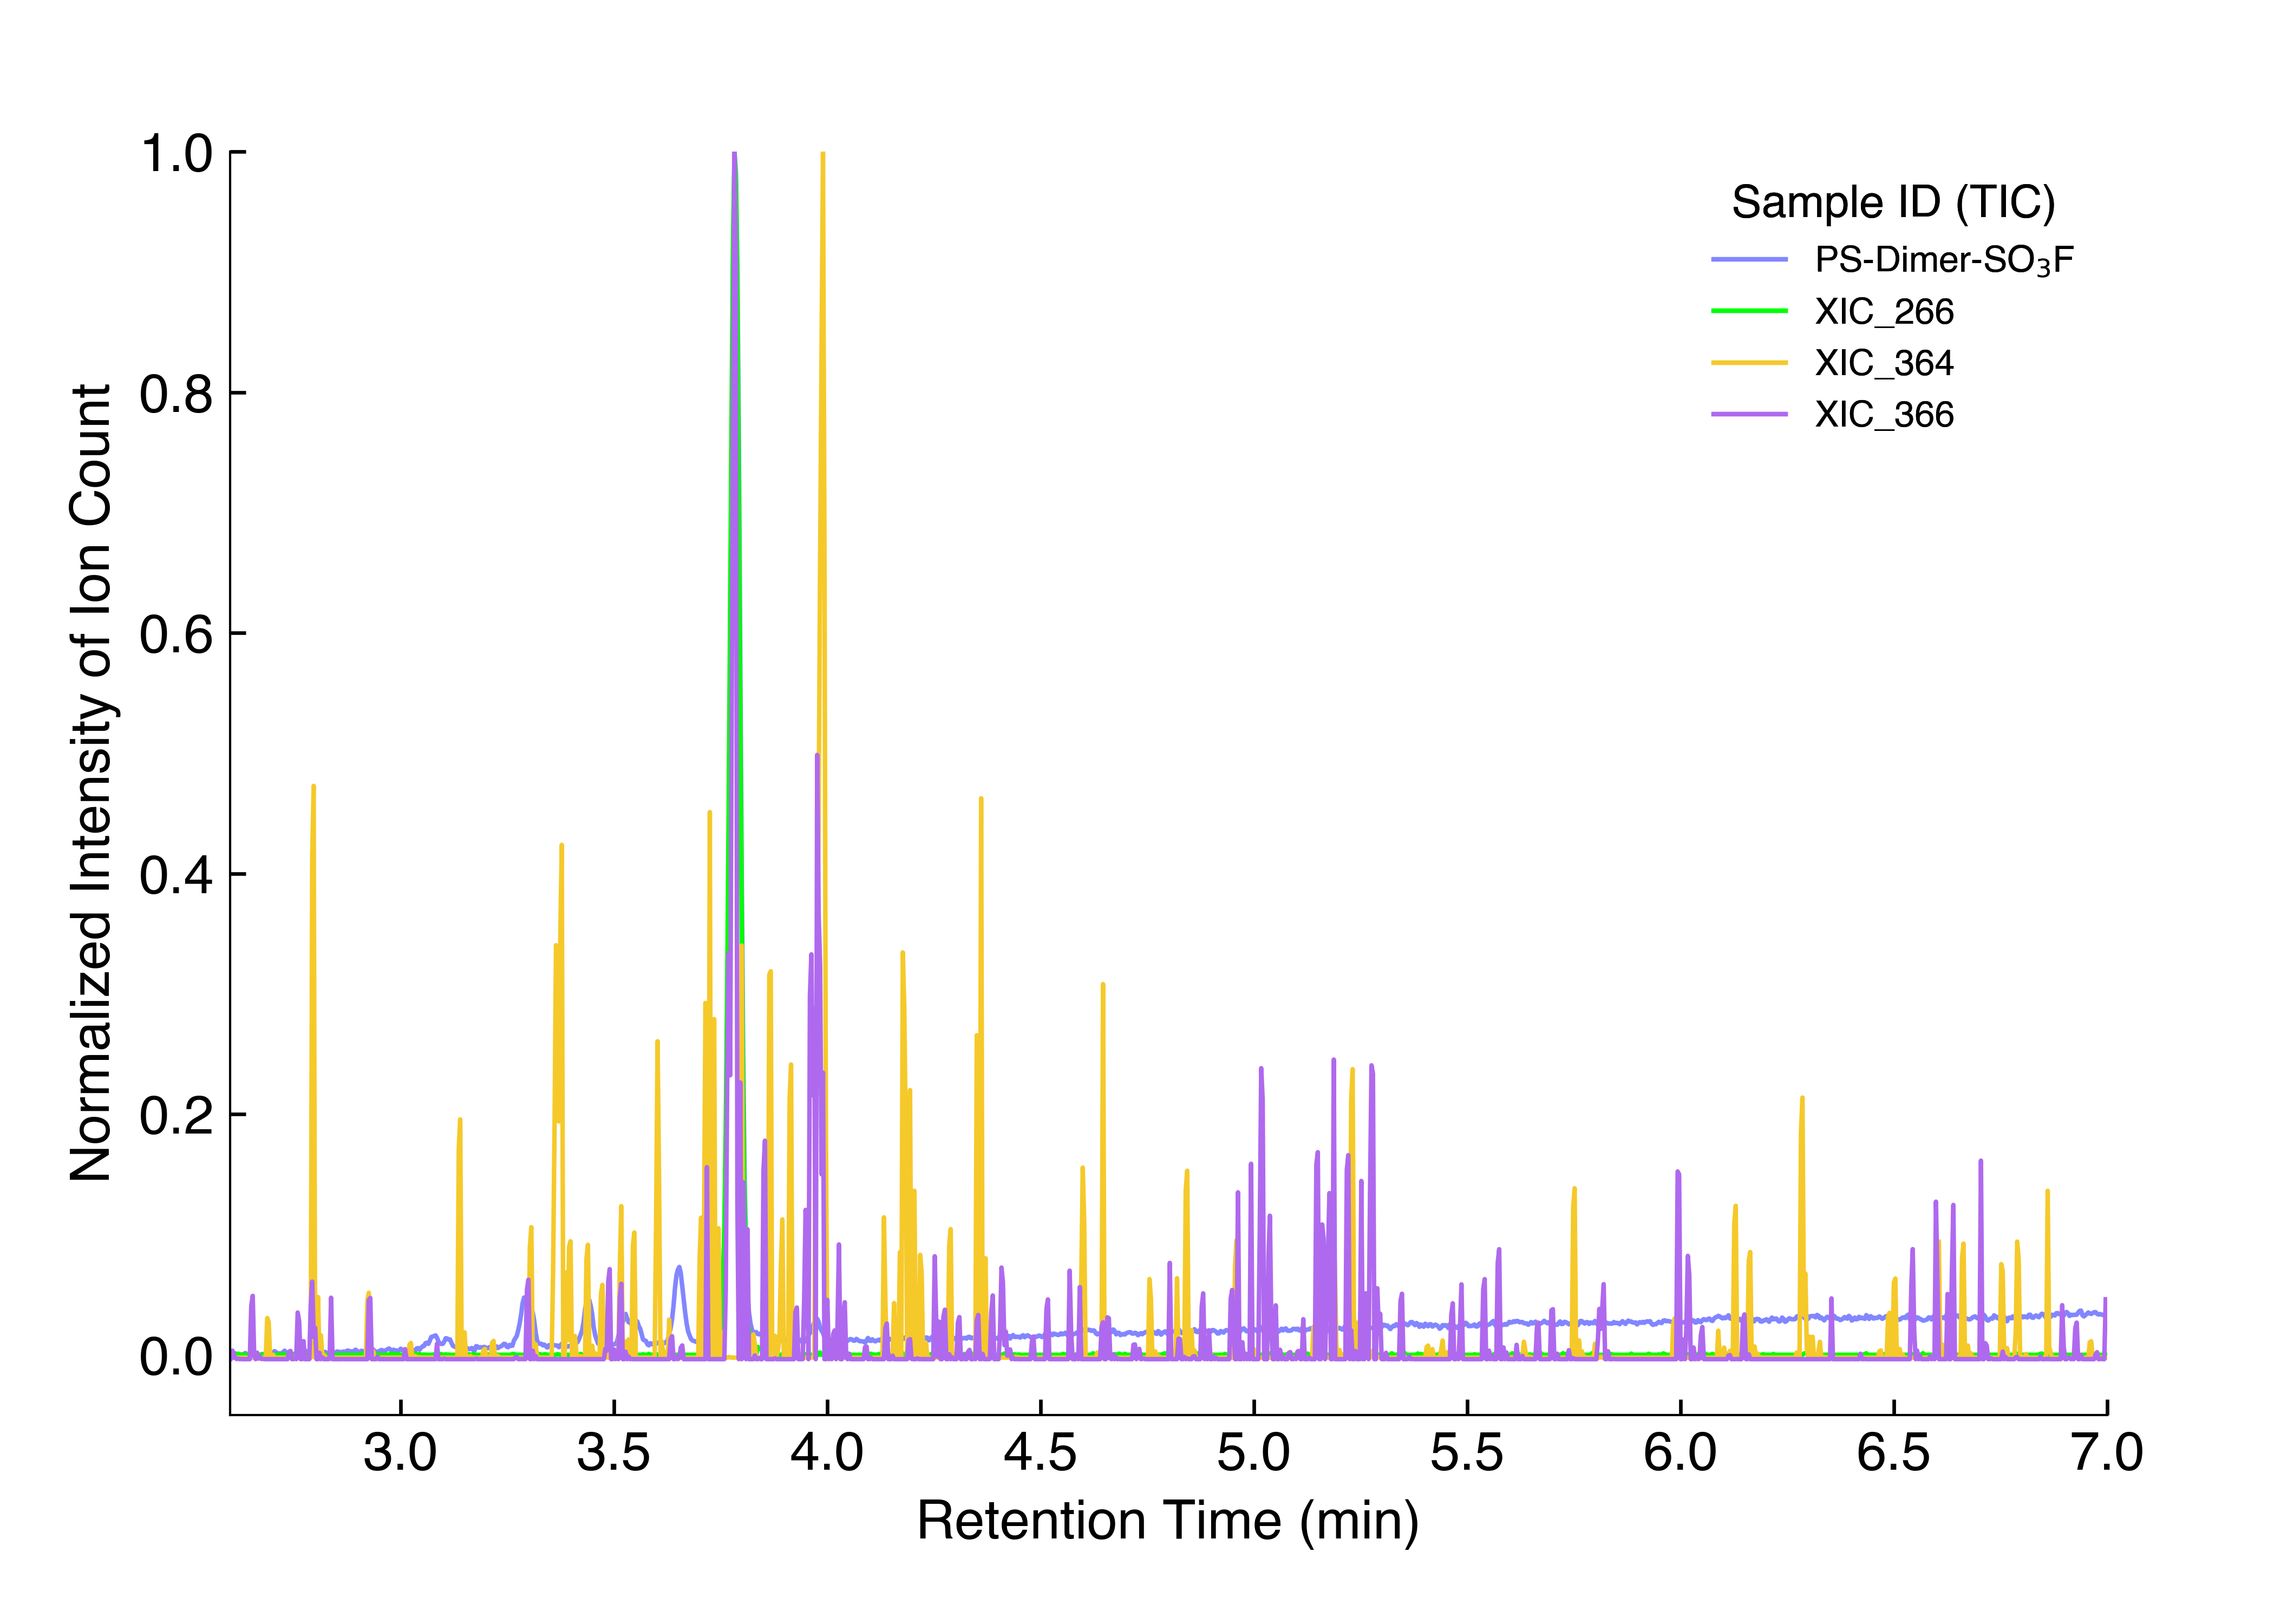 1.0
0.8
0.6
0.4
0.2
0.0
Normalized Intensity of Ion Count
Sample ID (TIC)
PS-Dimer-SO₃F
XIC_266
XIC_364
XIC_366
3.0 3.5 4.0 4.5 5.0 5.5 6.0 6.5 7.0
Retention Time (min)